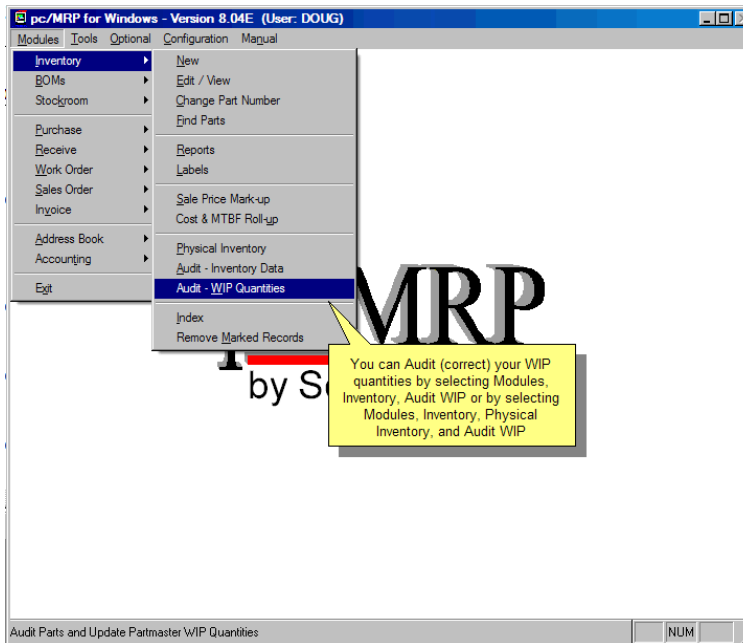 pc/MRP for Windows - Version 8.04E (User: DOUG)
Modules Tools Optional Configuration Manual
Inventory
BOMs
Stockroom
Purchase
Receive
Work Order
Sales Order
Invoice
Address Book
Accounting
Exit
New
Edit / View
Change Part Number
Find Parts
Reports
Labels
Sale Price Mark-up
Cost & MTBF Roll-up
Physical Inventory
Audit - Inventory Data
Audit - WIP Quantities
Index
Remove Marked Records
MRP
by S
You can Audit (correct) your WIP
quantities by selecting Modules,
Inventory, Audit WIP or by selecting
Modules, Inventory, Physical
Inventory, and Audit WIP
Audit Parts and Update Partmaster WIP Quantities
NUM